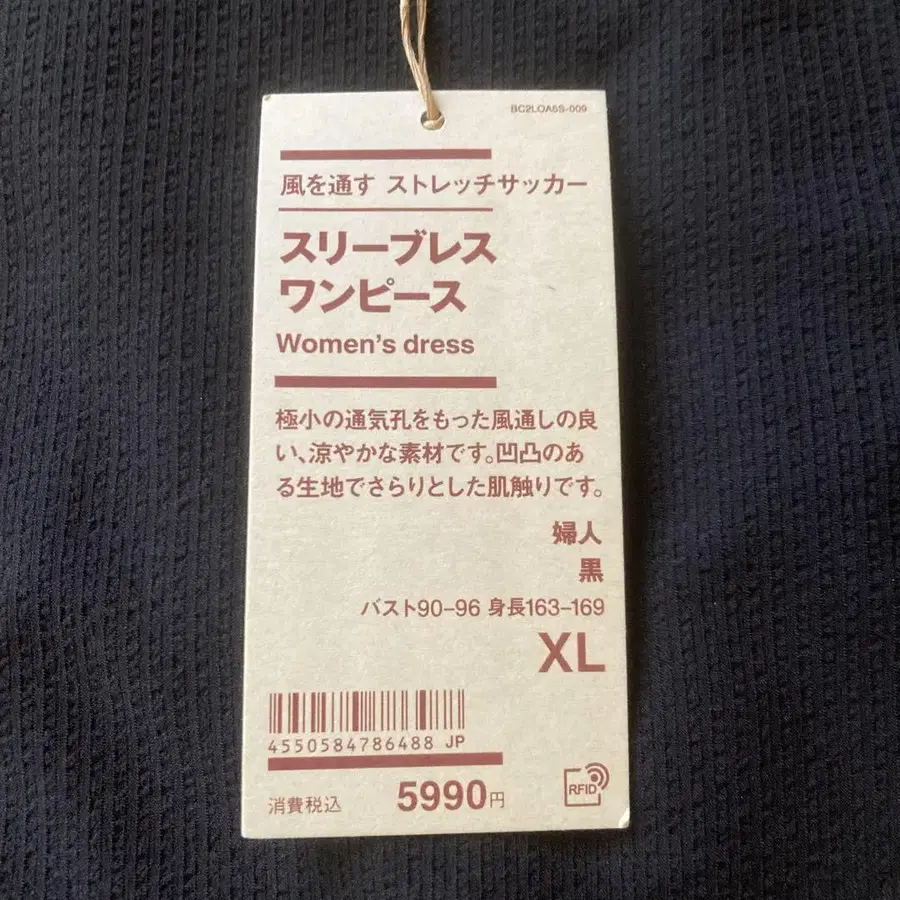 BC2LOA6S-009
風を通す ストレッチサッカー
スリーブレス
ワンピース
Women's dress
極小の通気孔をもった風通しの良
い、涼やかな素材です。凹凸のあ
る生地でさらりとした肌触りです。
婦人
黒
バスト90-96 身長163-169
XL
4550584786488 JP
消費税込 5990円
RFID